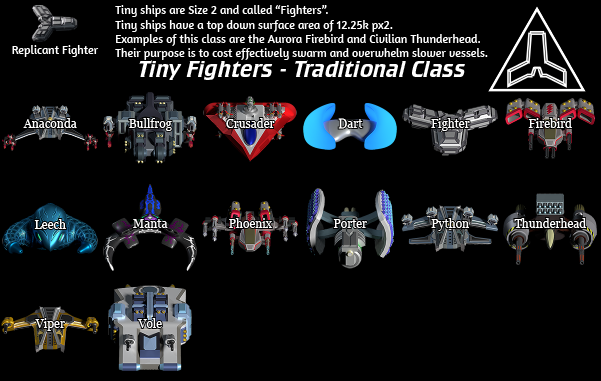 Tiny ships are Size 2 and called “Fighters”.
Tiny ships have a top down surface area of 12.25k px2.
Examples of this class are the Aurora Firebird and Civilian Thunderhead.
Their purpose is to cost effectively swarm and overwhelm slower vessels.
Replicant Fighter
Tiny Fighters - Traditional Class
Anaconda Bullfrog Crusader Dart Fighter Firebird
Leech Manta Phoenix Porter Python Thunderhead
Viper Vole